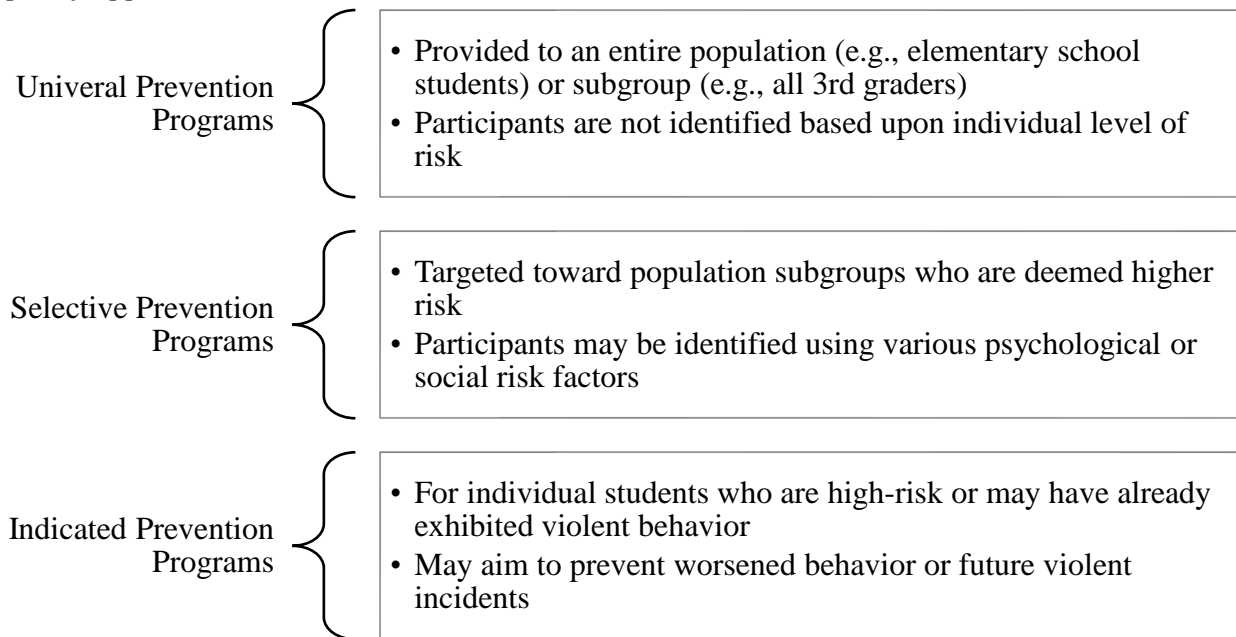 Univeral Prevention
Programs
• Provided to an entire population (e.g., elementary school
students) or subgroup (e.g., all 3rd graders)
• Participants are not identified based upon individual level of
risk
Selective Prevention
Programs
• Targeted toward population subgroups who are deemed higher
risk
• Participants may be identified using various psychological or
social risk factors
Indicated Prevention
Programs
• For individual students who are high-risk or may have already
exhibited violent behavior
• May aim to prevent worsened behavior or future violent
incidents